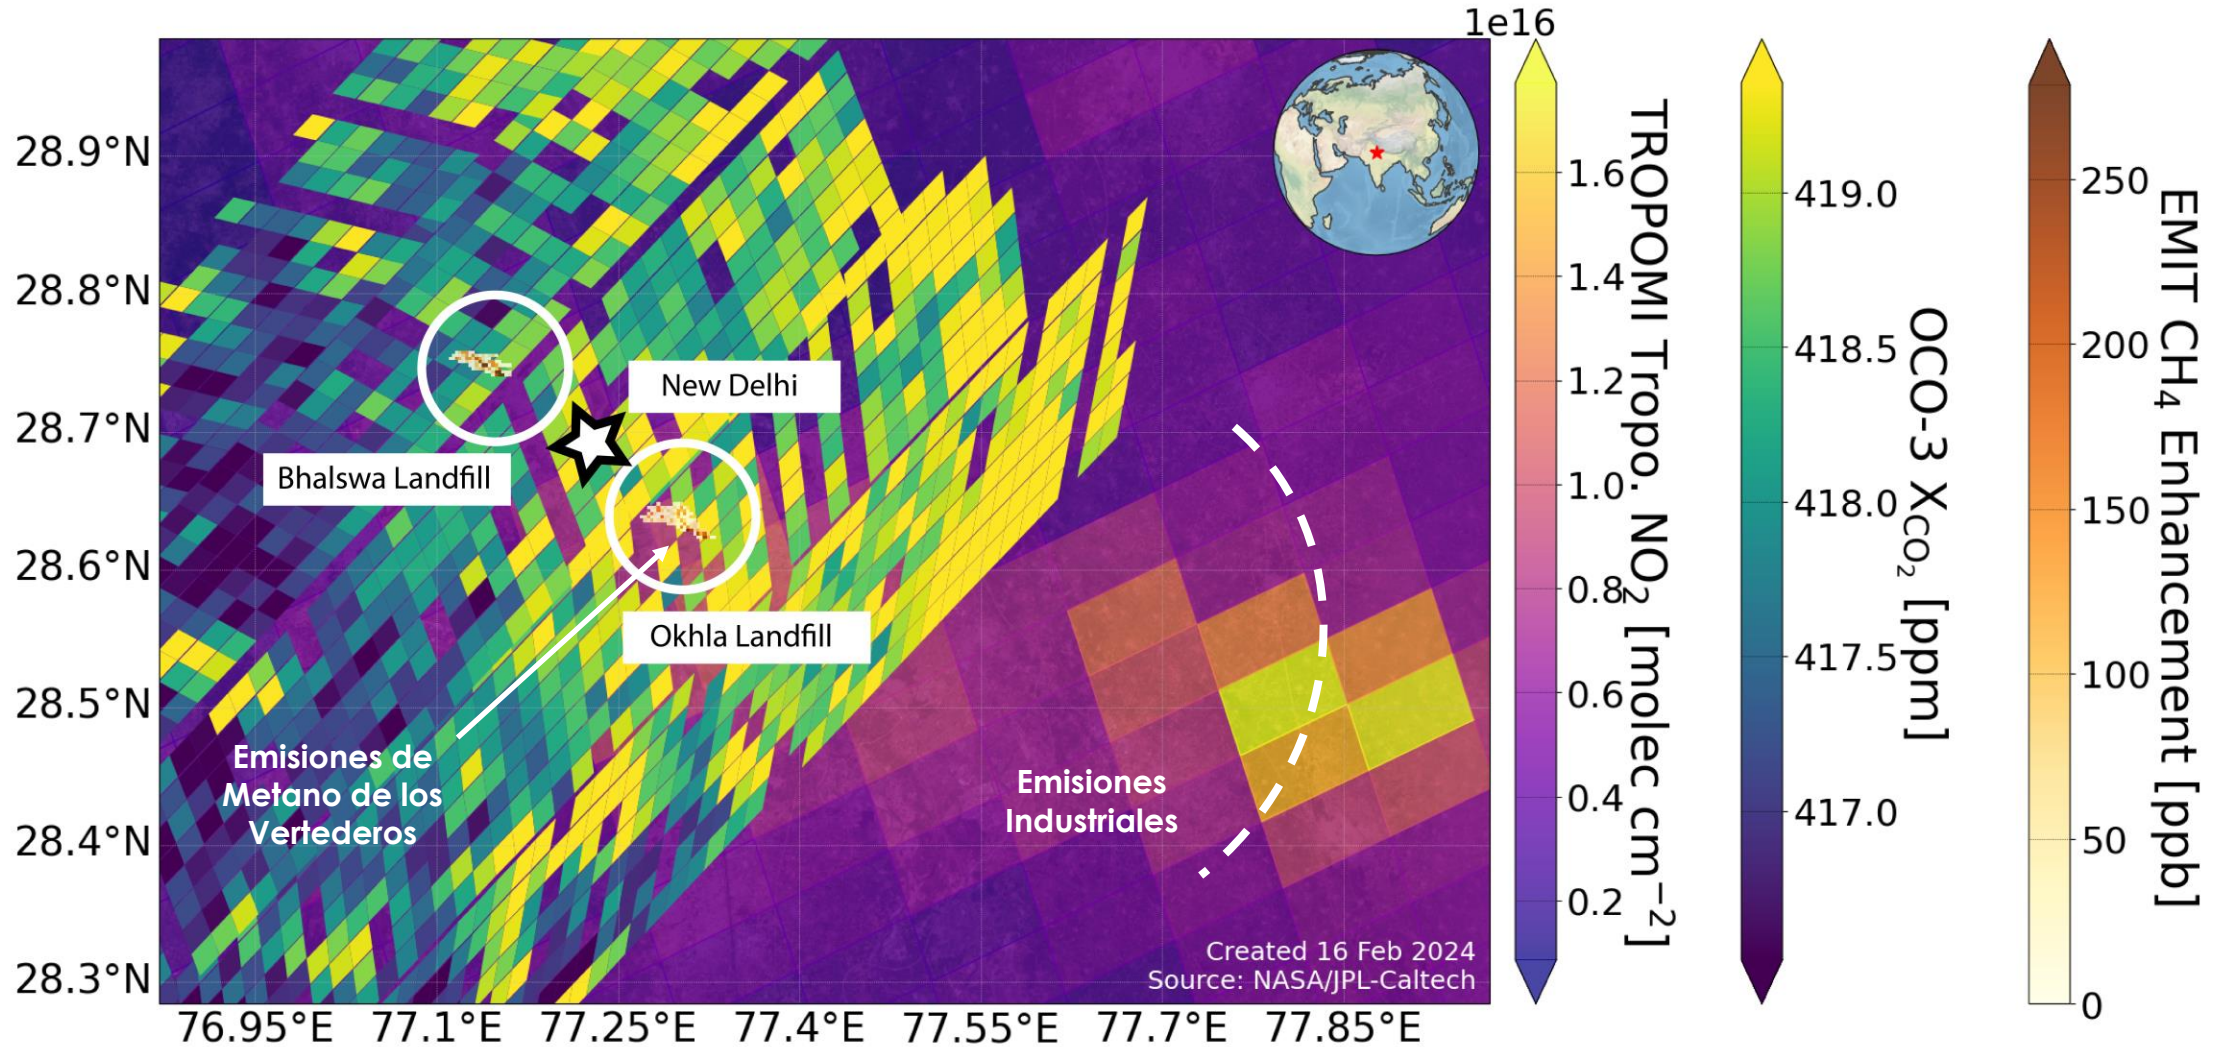 1e16
28.9°N
28.8°N
28.7°N
28.6°N
28.5°N
28.4°N
28.3°N
76.95°E
77.1°E
77.25°E
77.4°E
77.55°E
77.7°E
77.85°E
New Delhi
Bhalswa Landfill
Okhla Landfill
Emisiones de
Metano de los
Vertederos
Emisiones
Industriales
Created 16 Feb 2024
Source: NASA/JPL-Caltech
1.6
1.4
1.2
1.0
0.8
0.6
0.4
0.2
TROPOMI Tropo. NO₂ [molec cm⁻²]
419.0
418.5
418.0
417.5
417.0
OCO-3 X_CO₂ [ppm]
250
200
150
100
50
0
EMIT CH₄ Enhancement [ppb]